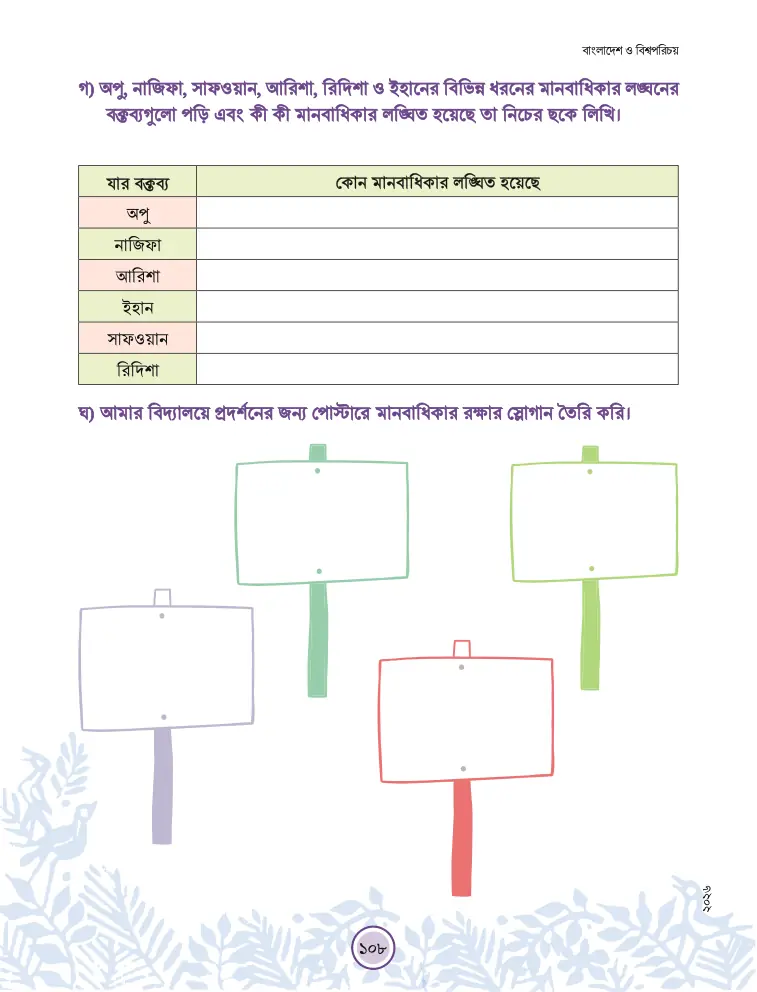 বাংলাদেশ ও বিশ্বপরিচয়
গ) অপু, নাজিফা, সাফওয়ান, আরিশা, রিদিশা ও ইহানের বিভিন্ন ধরনের মানবাধিকার লঙ্ঘনের
বক্তব্যগুলো পড়ি এবং কী কী মানবাধিকার লঙ্ঘিত হয়েছে তা নিচের ছকে লিখি।
যার বক্তব্য কোন মানবাধিকার লঙ্ঘিত হয়েছে
অপু
নাজিফা
আরিশা
ইহান
সাফওয়ান
রিদিশা
ঘ) আমার বিদ্যালয়ে প্রদর্শনের জন্য পোস্টারে মানবাধিকার রক্ষার স্লোগান তৈরি করি।
২০২৬
১০৮